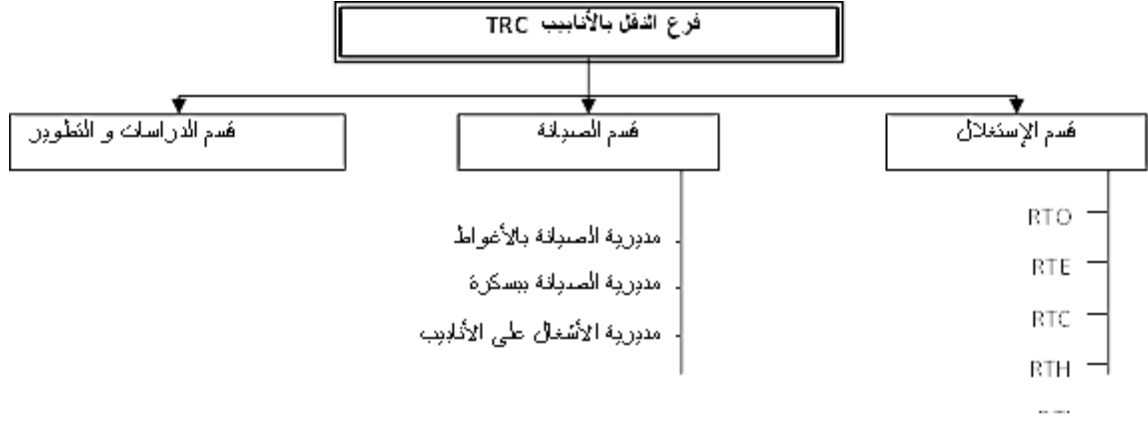 فرع النقل بالأنابيب TRC
قسم الإستغلال
قسم الصيانة
قسم الدراسات و التطوير
RTO
RTE
RTC
RTH
مديرية الصيانة بالأغواط
مديرية الصيانة ببسكرة
مديرية الأشغال على الأنابيب